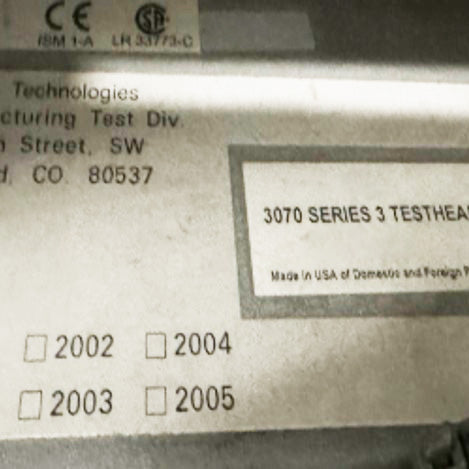 CE
ISM 1-A LR 33773-C
Technologies
cturing Test Div.
Street, SW
d, CO. 80537
3070 SERIES 3 TESTHEA
Made in USA of Domestic and Foreign
2002 2004
2003 2005